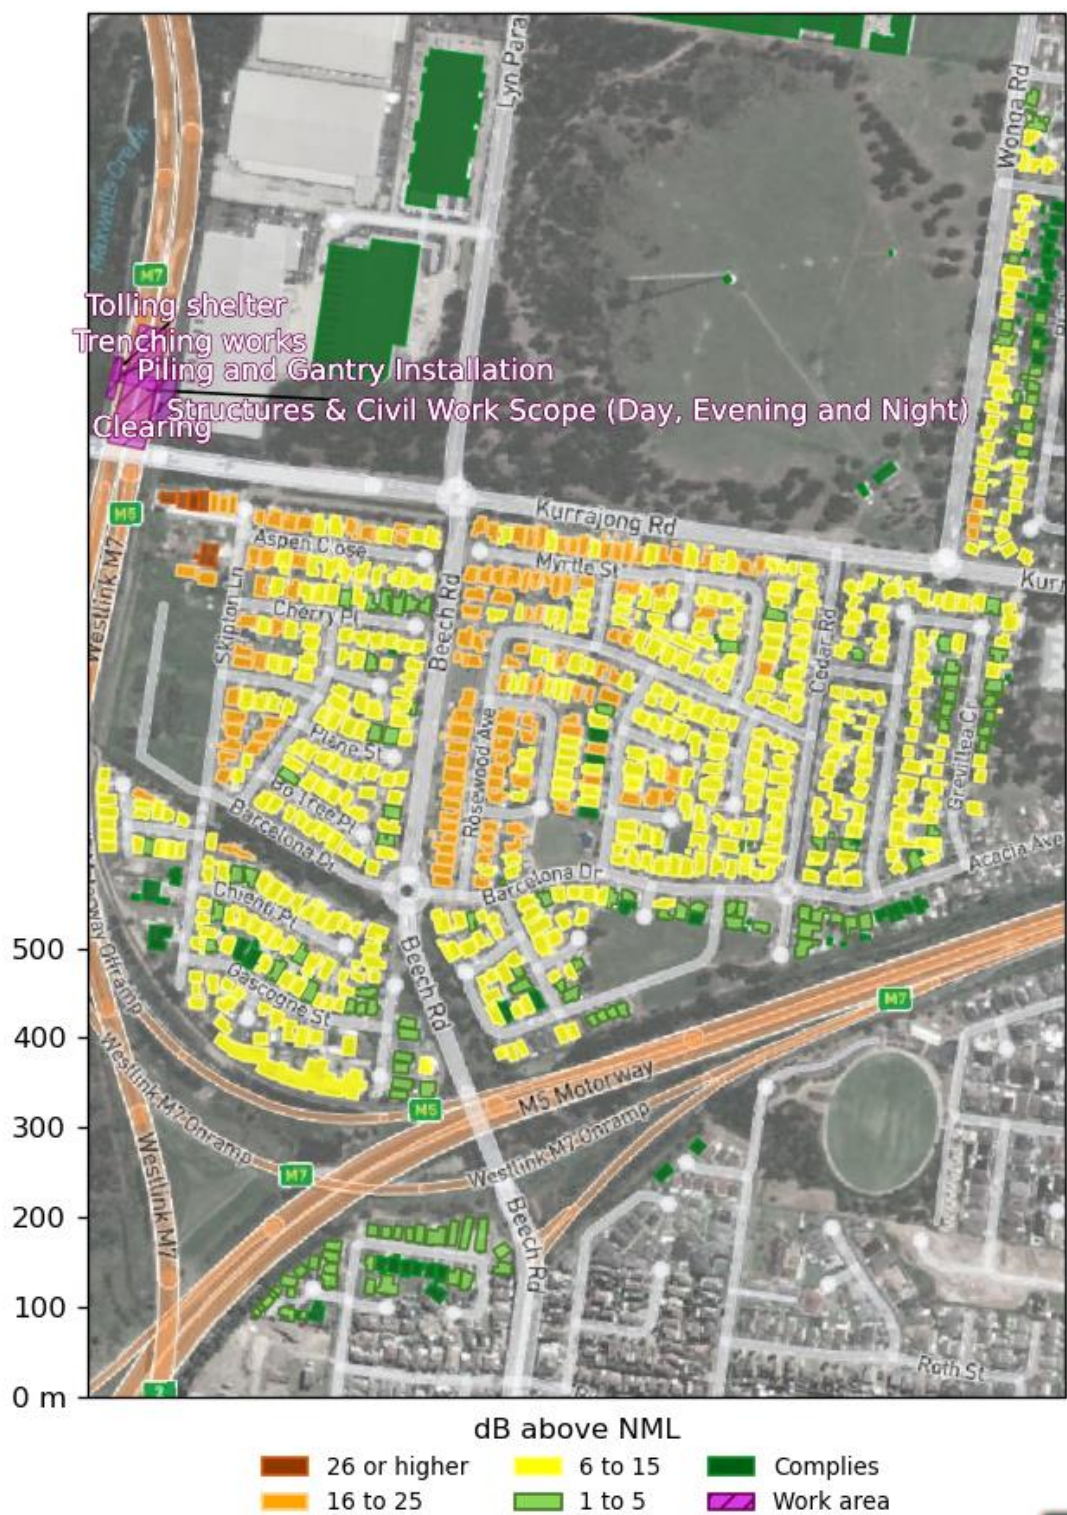 Lyn Para
Wonga Rd
Maxwells Creek
M7
Tolling shelter
Trenching works
Piling and Gantry Installation
Structures & Civil Work Scope (Day, Evening and Night)
Clearing
M5
Kurrajong Rd
Aspen Close
Myrtle St
Kurr
Westlink M7
Skipton Ln
Cherry Pl
Beech Rd
Cedar Rd
Plane St
Rosewood Ave
Grevillea Cr
Bo Tree Pl
Barcelona Dr
Acacia Ave
Barcelona Dr
Chienti Pl
500
Beech Rd
Gascogne St
M7
400
Westlink M7 Onramp
M5 Motorway
M5
300
Westlink M7 Onramp
M7
Westlink M7
200
Beech Rd
100
Roth St
0 m
2
dB above NML
26 or higher
6 to 15
Complies
16 to 25
1 to 5
Work area